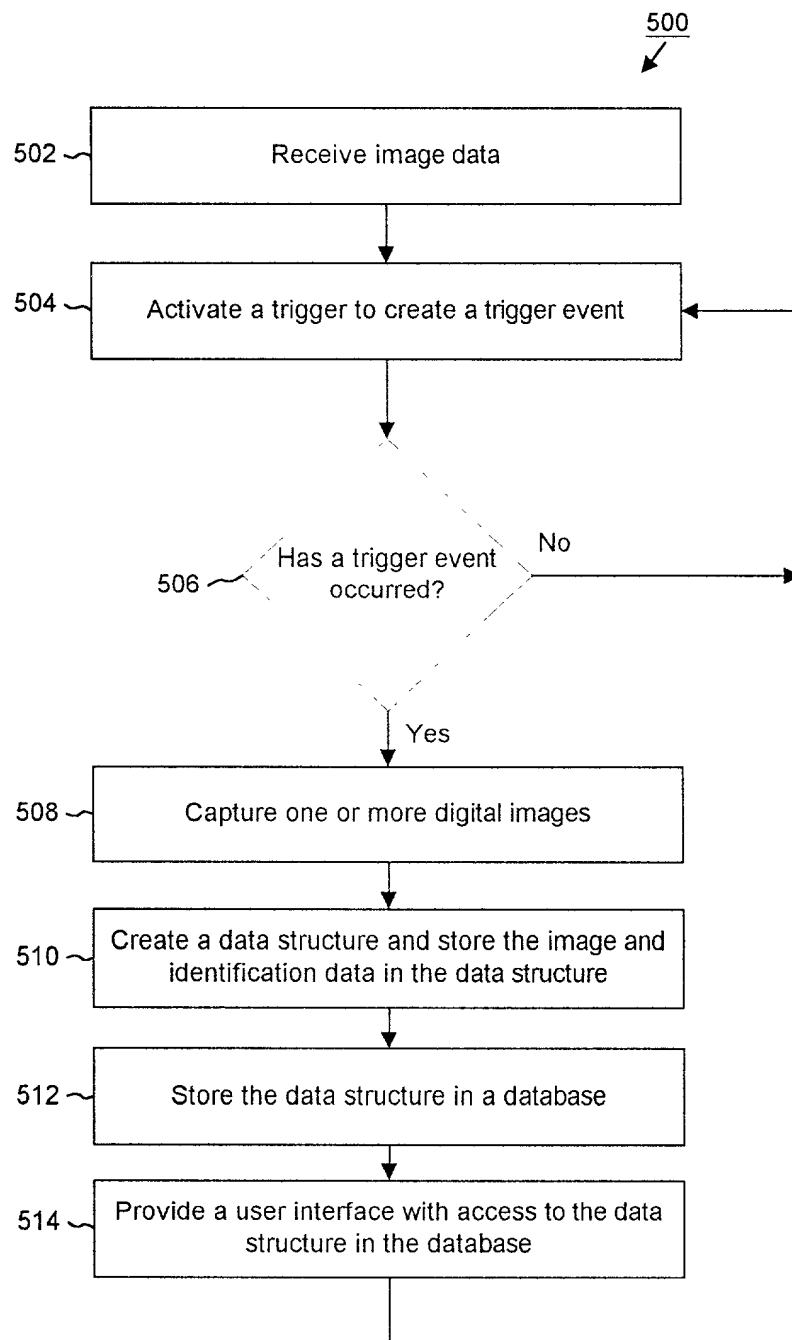 500
502
Receive image data
504
Activate a trigger to create a trigger event
506
Has a trigger event
occurred?
No
Yes
508
Capture one or more digital images
510
Create a data structure and store the image and
identification data in the data structure
512
Store the data structure in a database
514
Provide a user interface with access to the data
structure in the database